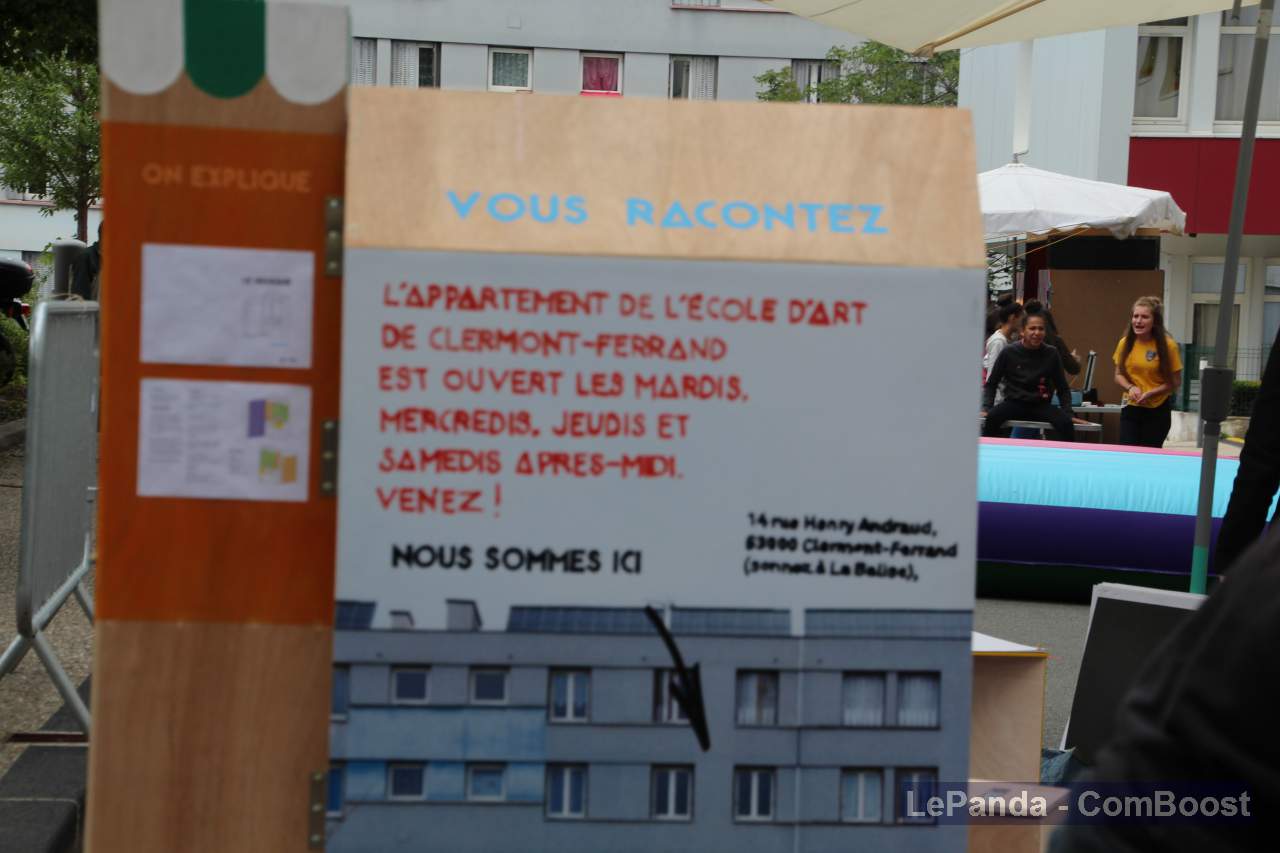 ON EXPLIQUE
VOUS RACONTEZ
L'APPARTEMENT DE L'ÉCOLE D'ART
DE CLERMONT-FERRAND
EST OUVERT LES MARDIS,
MERCREDIS, JEUDIS ET
SAMEDIS APRES-MIDI.
VENEZ !
NOUS SOMMES ICI
14 rue Henry Andraud,
63000 Clermont-Ferrand
(sonnez à La Balise),
LePanda - ComBoost